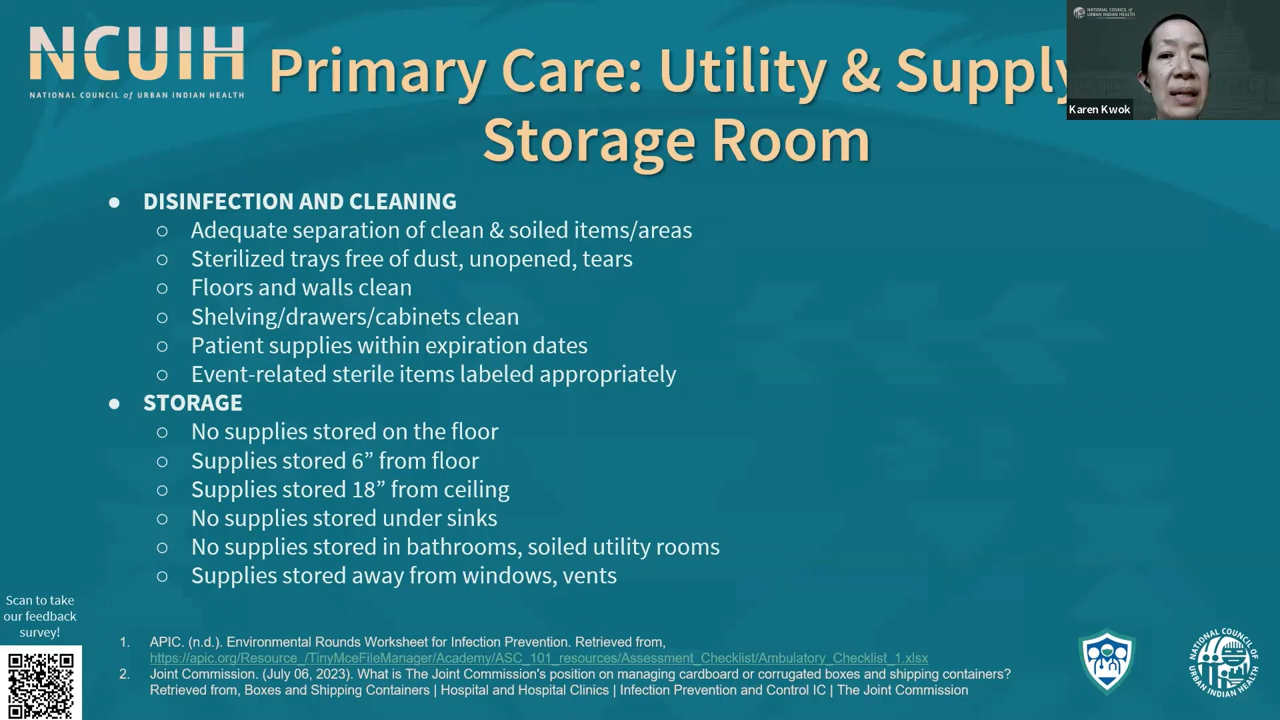 NCUIH
NATIONAL COUNCIL of URBAN INDIAN HEALTH
Primary Care: Utility & Supply
Storage Room
NATIONAL COUNCIL of
URBAN INDIAN HEALTH
Karen Kwok
● DISINFECTION AND CLEANING
○ Adequate separation of clean & soiled items/areas
○ Sterilized trays free of dust, unopened, tears
○ Floors and walls clean
○ Shelving/drawers/cabinets clean
○ Patient supplies within expiration dates
○ Event-related sterile items labeled appropriately
● STORAGE
○ No supplies stored on the floor
○ Supplies stored 6” from floor
○ Supplies stored 18” from ceiling
○ No supplies stored under sinks
○ No supplies stored in bathrooms, soiled utility rooms
○ Supplies stored away from windows, vents
Scan to take
our feedback
survey!
1. APIC. (n.d.). Environmental Rounds Worksheet for Infection Prevention. Retrieved from,
https://apic.org/Resource_/TinyMceFileManager/Academy/ASC_101_resources/Assessment_Checklist/Ambulatory_Checklist_1.xlsx
2. Joint Commission. (July 06, 2023). What is The Joint Commission's position on managing cardboard or corrugated boxes and shipping containers?
Retrieved from, Boxes and Shipping Containers | Hospital and Hospital Clinics | Infection Prevention and Control IC | The Joint Commission
NATIONAL COUNCIL OF
URBAN INDIAN HEALTH